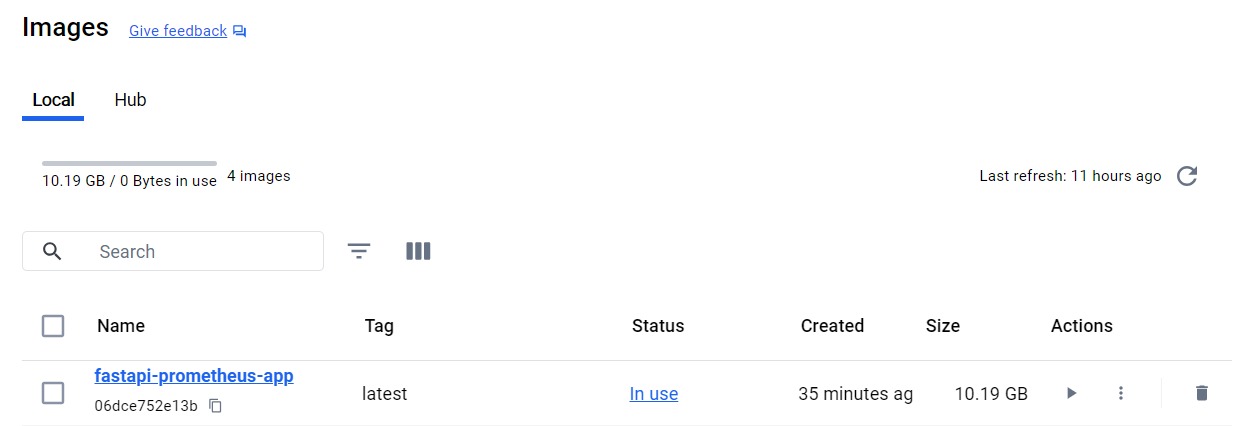 Images Give feedback
Local Hub
10.19 GB / 0 Bytes in use 4 images Last refresh: 11 hours ago
Search
Name Tag Status Created Size Actions
fastapi-prometheus-app
06dce752e13b latest In use 35 minutes ag 10.19 GB